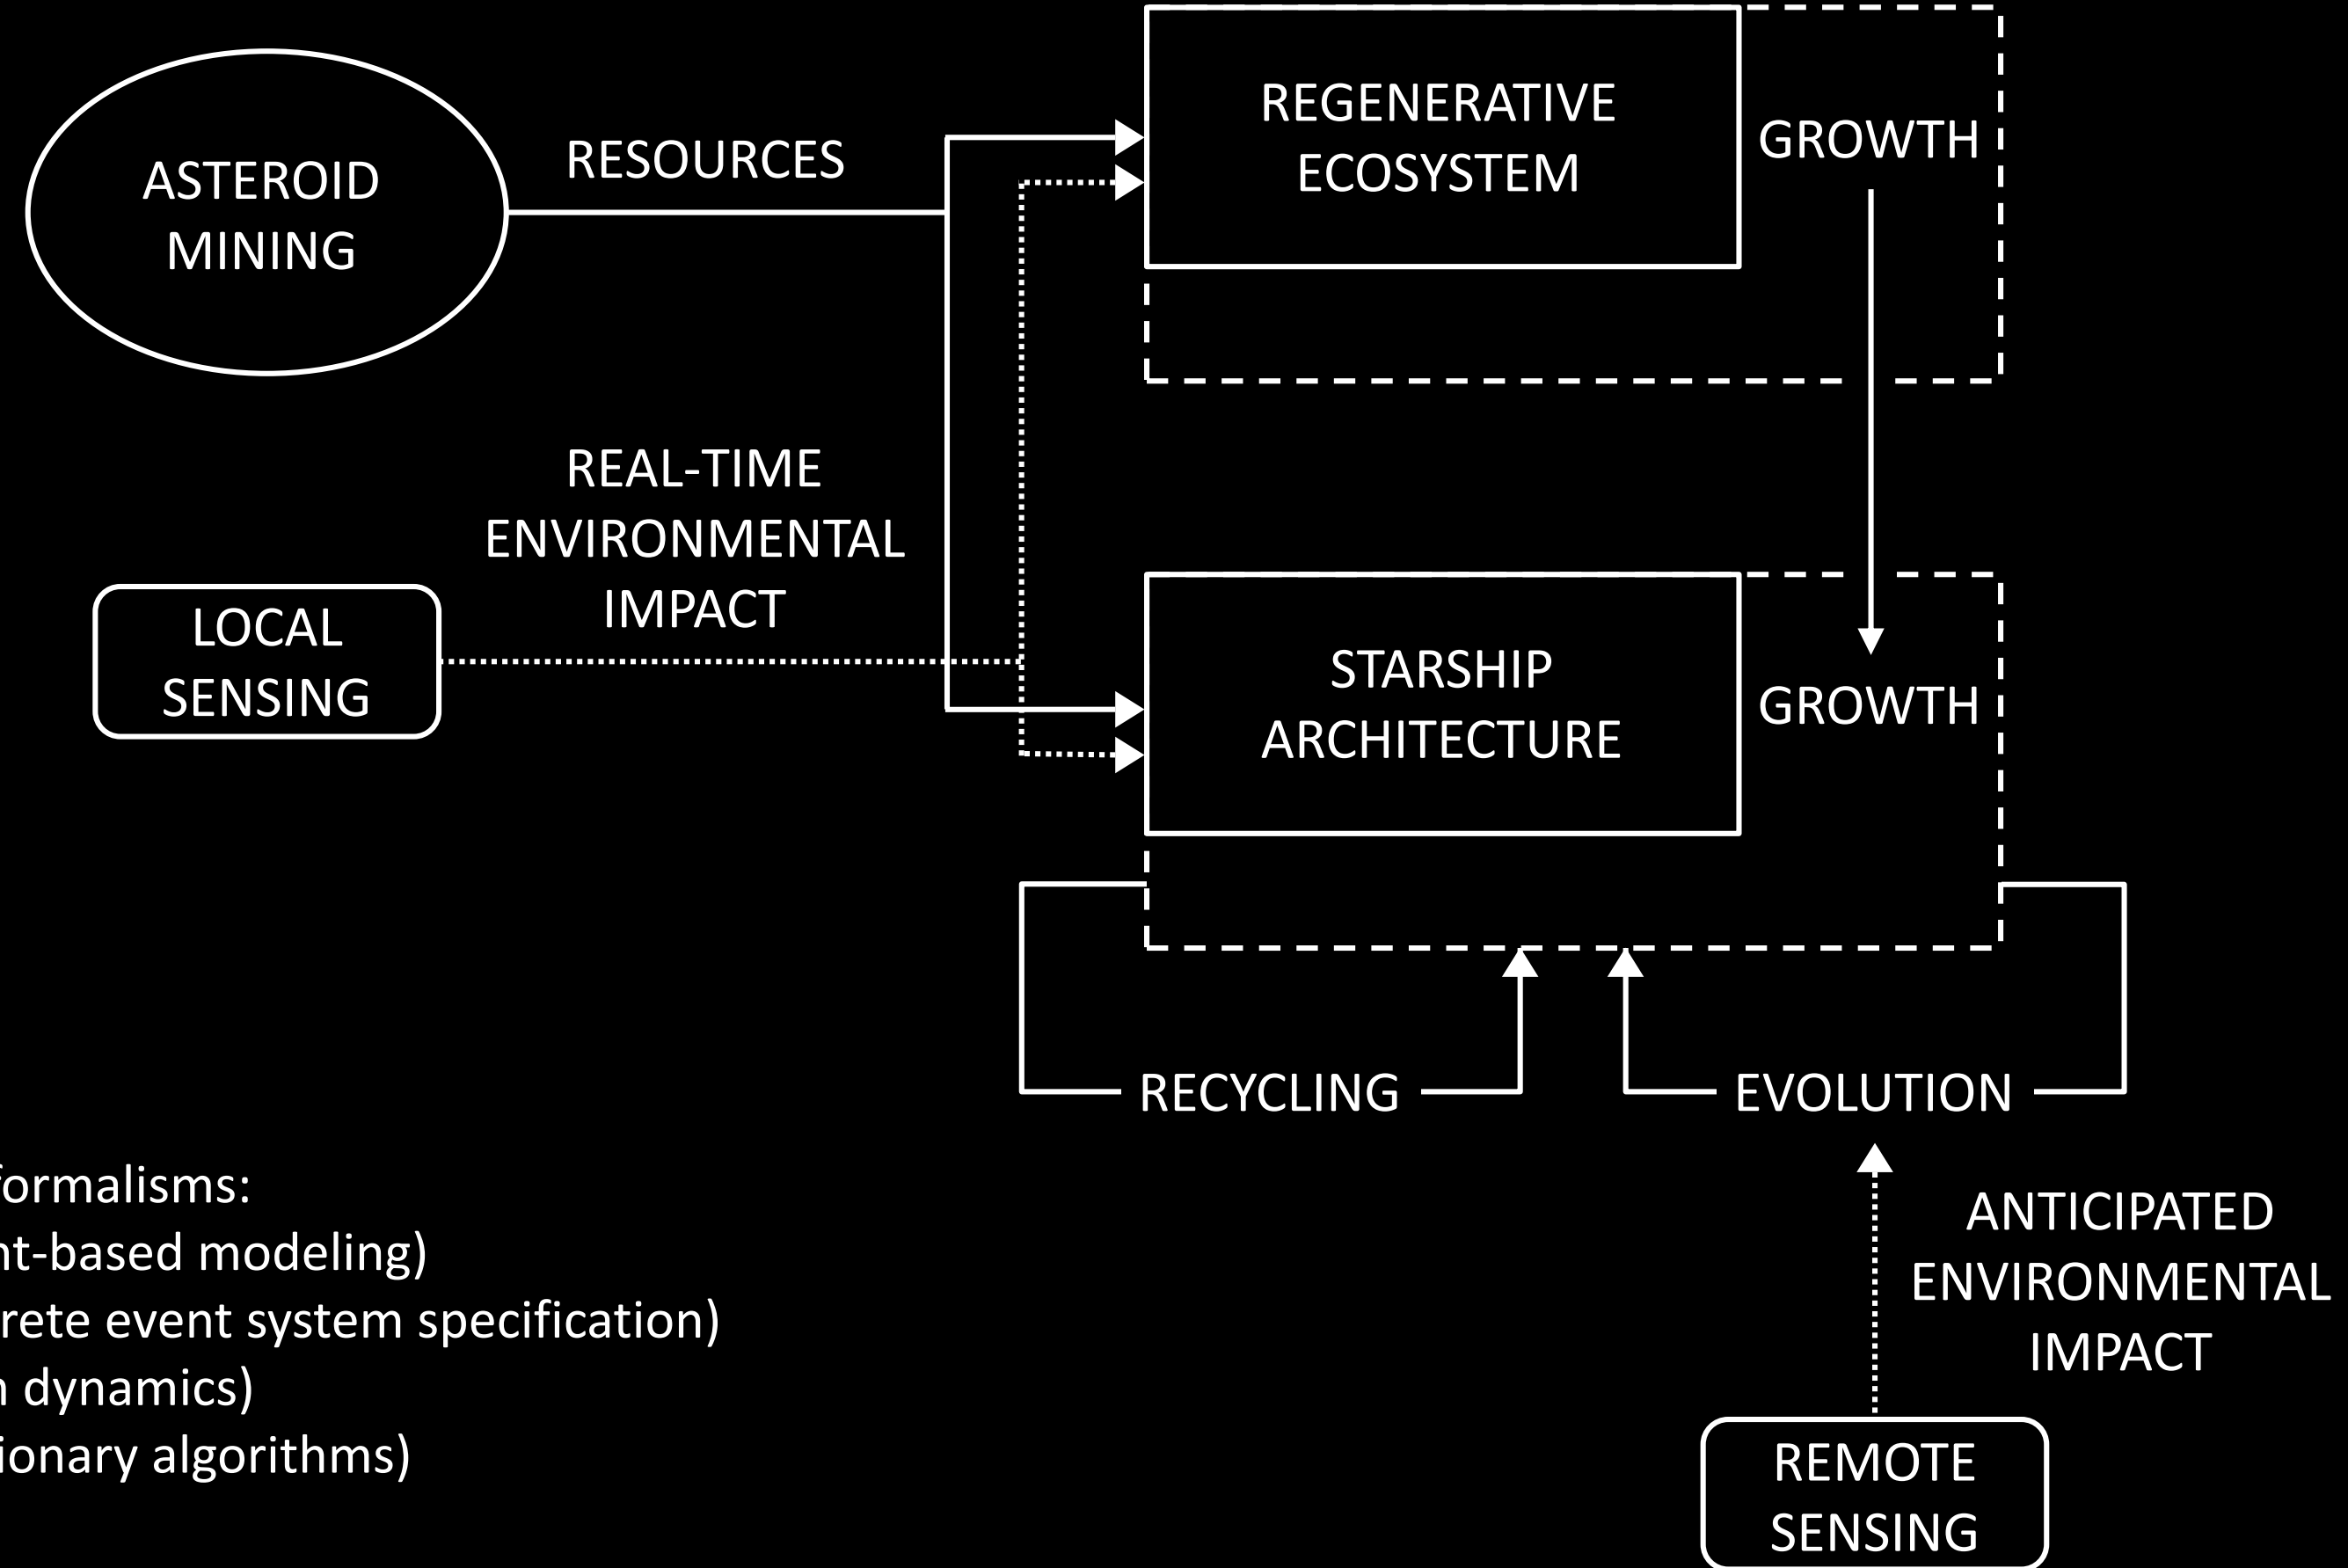 ASTEROID
MINING
RESOURCES
REGENERATIVE
ECOSYSTEM
GROWTH
REAL-TIME
ENVIRONMENTAL
IMPACT
LOCAL
SENSING
STARSHIP
ARCHITECTURE
GROWTH
RECYCLING
EVOLUTION
ANTICIPATED
ENVIRONMENTAL
IMPACT
REMOTE
SENSING
ormalisms:
nt-based modeling)
rete event system specification)
dynamics)
ionary algorithms)